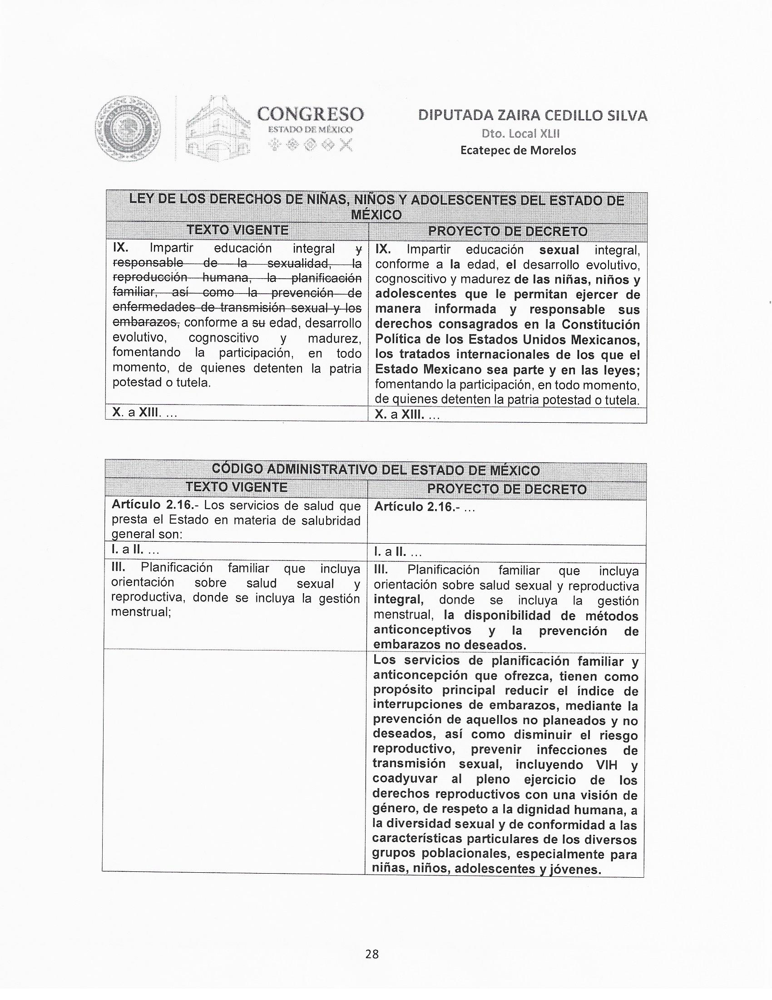 CONGRESO
ESTADO DE MÉXICO
DIPUTADA ZAIRA CEDILLO SILVA
Dto. Local XLII
Ecatepec de Morelos
LEY DE LOS DERECHOS DE NIÑAS, NIÑOS Y ADOLESCENTES DEL ESTADO DE
MÉXICO
TEXTO VIGENTE
PROYECTO DE DECRETO
IX. Impartir educación integral y
responsable de la sexualidad, la
reproducción humana, la planificación
familiar, así como la prevención de
enfermedades de transmisión sexual y los
embarazos, conforme a su edad, desarrollo
evolutivo, cognoscitivo y madurez,
fomentando la participación, en todo
momento, de quienes detenten la patria
potestad o tutela.
IX. Impartir educación sexual integral,
conforme a la edad, el desarrollo evolutivo,
cognoscitivo y madurez de las niñas, niños y
adolescentes que le permitan ejercer de
manera informada y responsable sus
derechos consagrados en la Constitución
Política de los Estados Unidos Mexicanos,
los tratados internacionales de los que el
Estado Mexicano sea parte y en las leyes;
fomentando la participación, en todo momento,
de quienes detenten la patria potestad o tutela.
X. a XIII. ...
X. a XIII. ...
CÓDIGO ADMINISTRATIVO DEL ESTADO DE MÉXICO
TEXTO VIGENTE
PROYECTO DE DECRETO
Artículo 2.16.- Los servicios de salud que
presta el Estado en materia de salubridad
general son:
Artículo 2.16.- ...
I. a II. ...
I. a II. ...
III. Planificación familiar que incluya
orientación sobre salud sexual y
reproductiva, donde se incluya la gestión
menstrual;
III. Planificación familiar que incluya
orientación sobre salud sexual y reproductiva
integral, donde se incluya la gestión
menstrual, la disponibilidad de métodos
anticonceptivos y la prevención de
embarazos no deseados.
Los servicios de planificación familiar y
anticoncepción que ofrezca, tienen como
propósito principal reducir el índice de
interrupciones de embarazos, mediante la
prevención de aquellos no planeados y no
deseados, así como disminuir el riesgo
reproductivo, prevenir infecciones de
transmisión sexual, incluyendo VIH y
coadyuvar al pleno ejercicio de los
derechos reproductivos con una visión de
género, de respeto a la dignidad humana, a
la diversidad sexual y de conformidad a las
características particulares de los diversos
grupos poblacionales, especialmente para
niñas, niños, adolescentes y jóvenes.
28